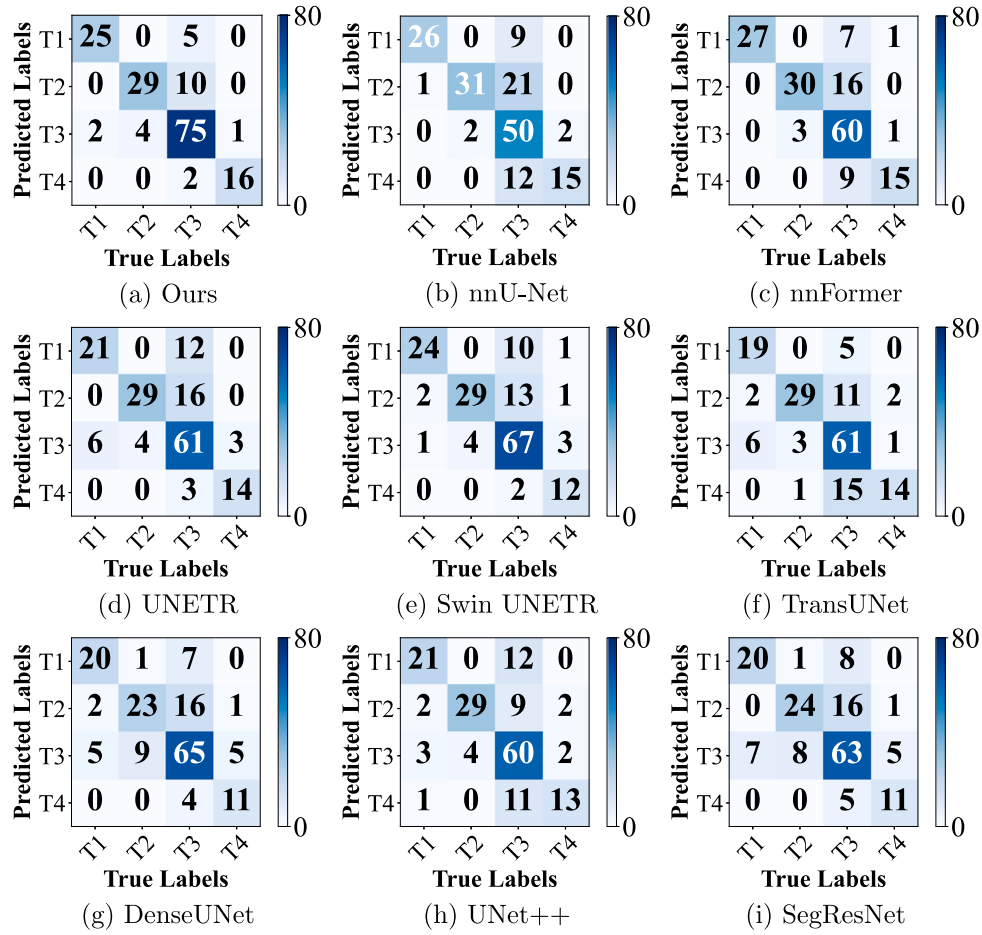 80
T1 25 0 5 0
T2 0 29 10 0
T3 2 4 75 1
T4 0 0 2 16
0
T1 T2 T3 T4
Predicted Labels
True Labels
(a) Ours
80
26 0 9 0
1 31 21 0
0 2 50 2
0 0 12 15
T1
T2
T3
T4
0
T1 T2 T3 T4
Predicted Labels
True Labels
(b) nnU-Net
80
T1 27 0 7 1
T2 0 30 16 0
T3 0 3 60 1
T4 0 0 9 15
0
T1 T2 T3 T4
Predicted Labels
True Labels
(c) nnFormer
80
T1 21 0 12 0
T2 0 29 16 0
T3 6 4 61 3
T4 0 0 3 14
0
T1 T2 T3 T4
Predicted Labels
True Labels
(d) UNETR
80
T1 24 0 10 1
T2 2 29 13 1
T3 1 4 67 3
T4 0 0 2 12
0
T1 T2 T3 T4
Predicted Labels
True Labels
(e) Swin UNETR
80
T1 19 0 5 0
T2 2 29 11 2
T3 6 3 61 1
T4 0 1 15 14
0
T1 T2 T3 T4
Predicted Labels
True Labels
(f) TransUNet
80
T1 20 1 7 0
T2 2 23 16 1
T3 5 9 65 5
T4 0 0 4 11
0
T1 T2 T3 T4
Predicted Labels
True Labels
(g) DenseUNet
80
T1 21 0 12 0
T2 2 29 9 2
T3 3 4 60 2
T4 1 0 11 13
0
T1 T2 T3 T4
Predicted Labels
True Labels
(h) UNet++
80
T1 20 1 8 0
T2 0 24 16 1
T3 7 8 63 5
T4 0 0 5 11
0
T1 T2 T3 T4
Predicted Labels
True Labels
(i) SegResNet